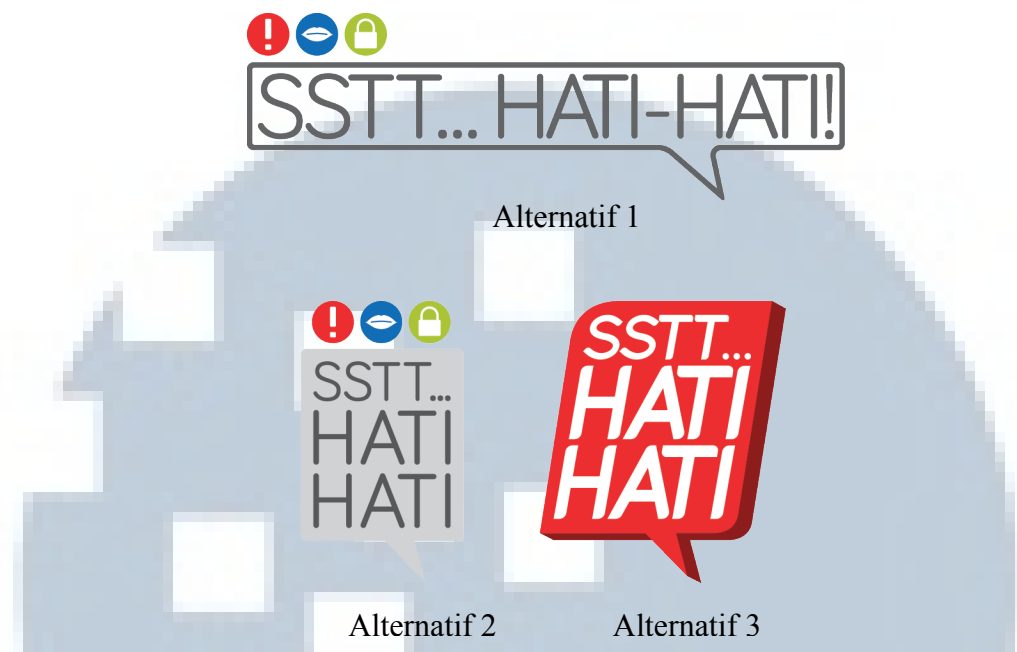 SSTT... HATI-HATI!
Alternatif 1
SSTT...
HATI
HATI
Alternatif 2
SSTT...
HATI
HATI
Alternatif 3